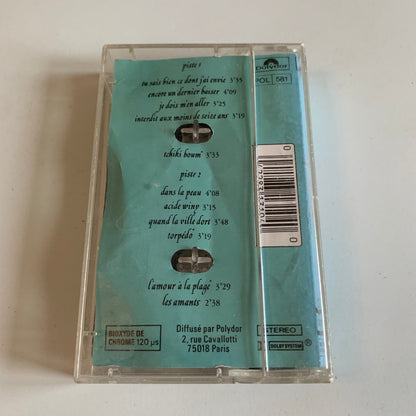 piste 1
tu sais bien ce dont j'ai envie 3'35
encore un dernier baiser 4'09
je dois m'en aller 3'25
interdit aux moins de seize ans 3'19
tchiki boum 3'33
piste 2
dans la peau 4'08
acide winy 3'15
quand la ville dort 3'48
torpédo 3'19
l'amour à la plage 3'29
les amants 2'38
BIOXYDE DE
CHROME 120 µs
Diffusé par Polydor
2, rue Cavallotti
75018 Paris
polydor
POL 581
STEREO
DOLBY SYSTEM ®